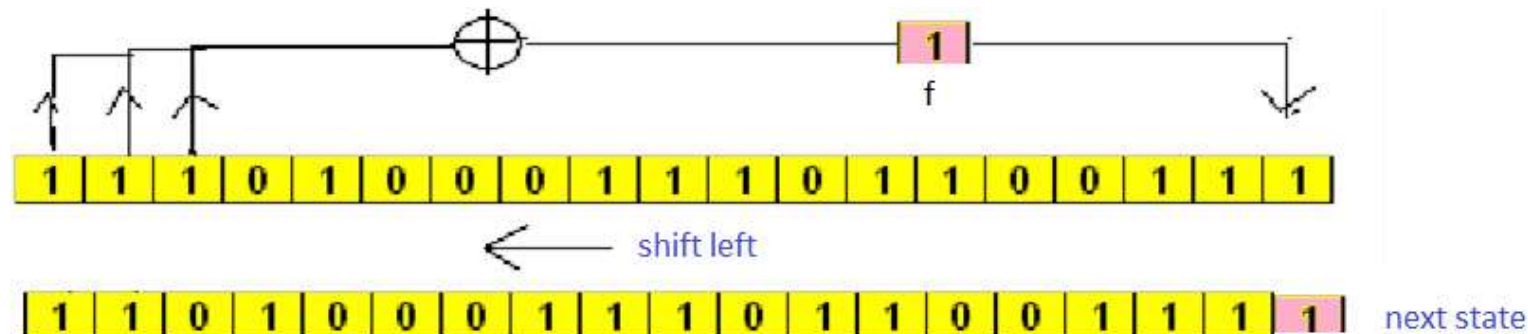 1
f
1 1 1 0 1 0 0 0 1 1 1 0 1 1 0 0 1 1 1
shift left
1 1 0 1 0 0 0 1 1 1 0 1 1 0 0 1 1 1 1 next state